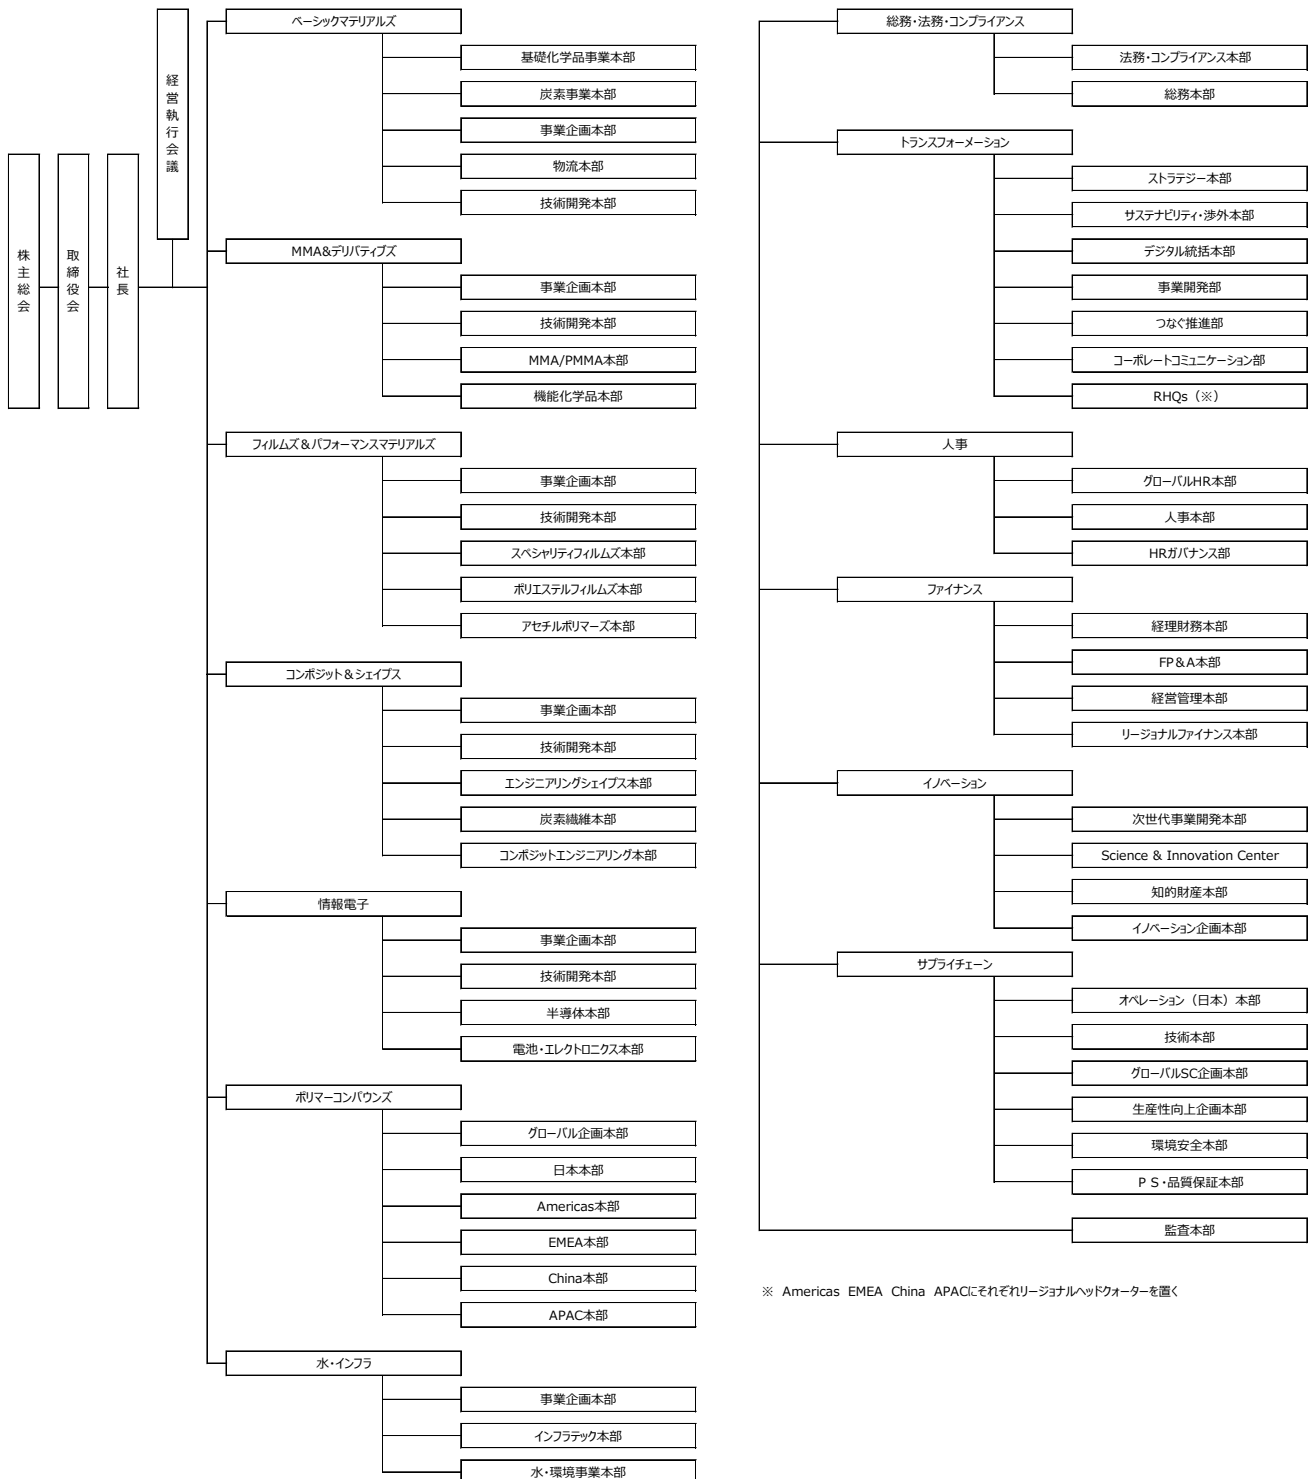 株主総会
取締役会
社長
経営執行会議
ベーシックマテリアルズ
基礎化学品事業本部
炭素事業本部
事業企画本部
物流本部
技術開発本部
MMA&デリバティブズ
事業企画本部
技術開発本部
MMA/PMMA本部
機能化学品本部
フィルムズ&パフォーマンスマテリアルズ
事業企画本部
技術開発本部
スペシャリティフィルムズ本部
ポリエステルフィルムズ本部
アセチルポリマーズ本部
コンポジット&シェイプス
事業企画本部
技術開発本部
エンジニアリングシェイプス本部
炭素繊維本部
コンポジットエンジニアリング本部
情報電子
事業企画本部
技術開発本部
半導体本部
電池・エレクトロニクス本部
ポリマーコンパウンズ
グローバル企画本部
日本本部
Americas本部
EMEA本部
China本部
APAC本部
水・インフラ
事業企画本部
インフラテック本部
水・環境事業本部
総務・法務・コンプライアンス
法務・コンプライアンス本部
総務本部
トランスフォーメーション
ストラテジー本部
サステナビリティ・渉外本部
デジタル統括本部
事業開発部
つなぐ推進部
コーポレートコミュニケーション部
RHQs（※）
人事
グローバルHR本部
人事本部
HRガバナンス部
ファイナンス
経理財務本部
FP&A本部
経営管理本部
リージョナルファイナンス本部
イノベーション
次世代事業開発本部
Science & Innovation Center
知的財産本部
イノベーション企画本部
サプライチェーン
オペレーション（日本）本部
技術本部
グローバルSC企画本部
生産性向上企画本部
環境安全本部
ＰＳ・品質保証本部
監査本部
※ Americas EMEA China APACにそれぞれリージョナルヘッドクォーターを置く